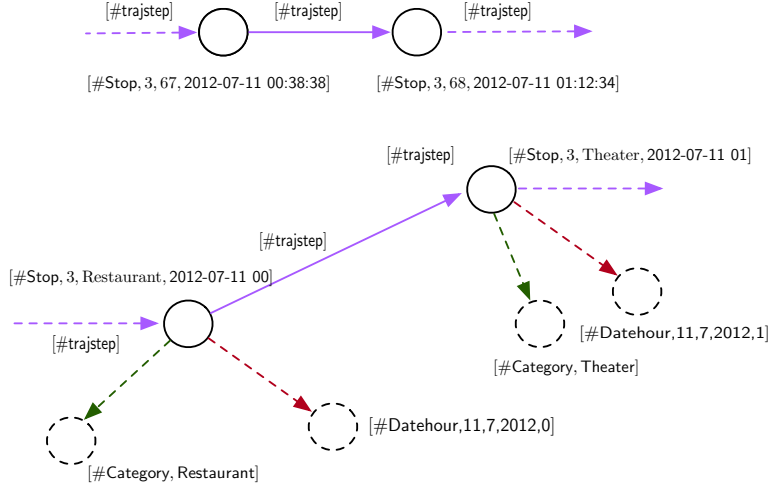 [#trajstep] [#trajstep] [#trajstep]
[#Stop, 3, 67, 2012-07-11 00:38:38] [#Stop, 3, 68, 2012-07-11 01:12:34]
[#trajstep] [#Stop, 3, Theater, 2012-07-11 01]
[#trajstep]
[#Stop, 3, Restaurant, 2012-07-11 00]
[#trajstep]
[#Datehour,11,7,2012,1]
[#Category, Theater]
[#Datehour,11,7,2012,0]
[#Category, Restaurant]